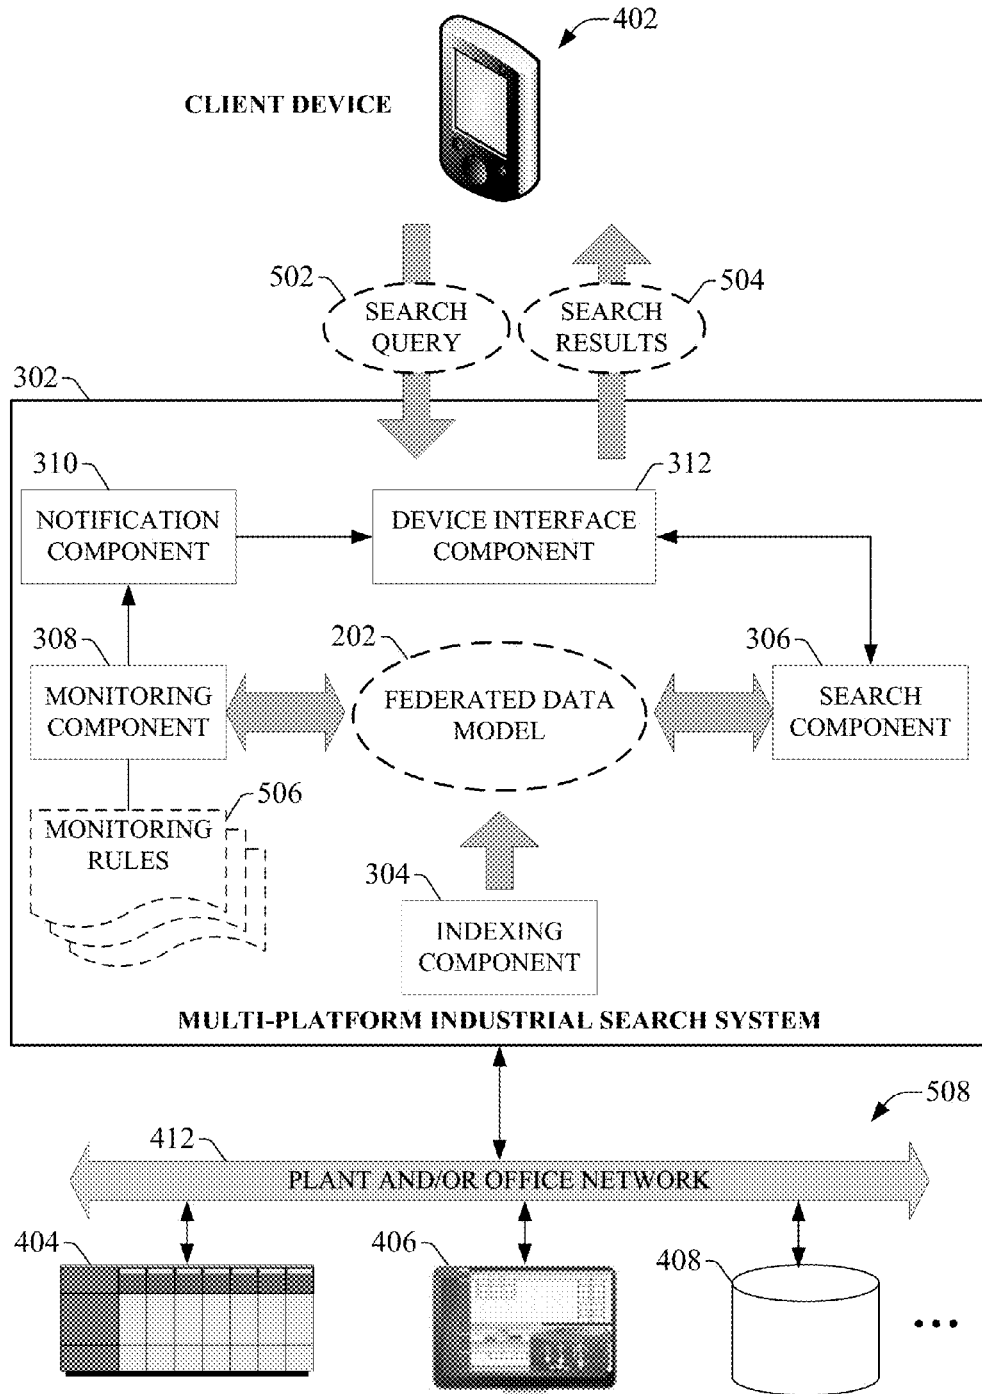 402
CLIENT DEVICE
502
504
SEARCH
QUERY
SEARCH
RESULTS
302
310
312
NOTIFICATION
COMPONENT
DEVICE INTERFACE
COMPONENT
308
202
306
MONITORING
COMPONENT
FEDERATED DATA
MODEL
SEARCH
COMPONENT
506
MONITORING
RULES
304
INDEXING
COMPONENT
MULTI-PLATFORM INDUSTRIAL SEARCH SYSTEM
508
412
PLANT AND/OR OFFICE NETWORK
404
406
408